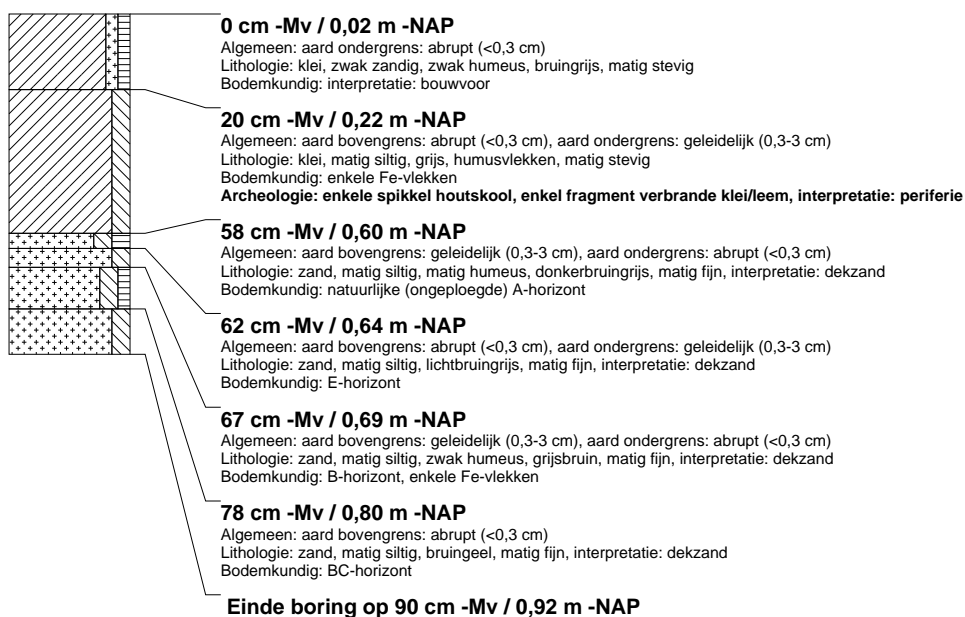 0 cm -Mv / 0,02 m -NAP
Algemeen: aard ondergrens: abrupt (<0,3 cm)
Lithologie: klei, zwak zandig, zwak humeus, bruingrijs, matig stevig
Bodemkundig: interpretatie: bouwvoor
20 cm -Mv / 0,22 m -NAP
Algemeen: aard bovengrens: abrupt (<0,3 cm), aard ondergrens: geleidelijk (0,3-3 cm)
Lithologie: klei, matig siltig, grijs, humusvlekken, matig stevig
Bodemkundig: enkele Fe-vlekken
Archeologie: enkele spikkel houtskool, enkel fragment verbrande klei/leem, interpretatie: periferie
58 cm -Mv / 0,60 m -NAP
Algemeen: aard bovengrens: geleidelijk (0,3-3 cm), aard ondergrens: abrupt (<0,3 cm)
Lithologie: zand, matig siltig, matig humeus, donkerbruingrijs, matig fijn, interpretatie: dekzand
Bodemkundig: natuurlijke (ongeploegde) A-horizont
62 cm -Mv / 0,64 m -NAP
Algemeen: aard bovengrens: abrupt (<0,3 cm), aard ondergrens: geleidelijk (0,3-3 cm)
Lithologie: zand, matig siltig, lichtbruingrijs, matig fijn, interpretatie: dekzand
Bodemkundig: E-horizont
67 cm -Mv / 0,69 m -NAP
Algemeen: aard bovengrens: geleidelijk (0,3-3 cm), aard ondergrens: abrupt (<0,3 cm)
Lithologie: zand, matig siltig, zwak humeus, grijsbruin, matig fijn, interpretatie: dekzand
Bodemkundig: B-horizont, enkele Fe-vlekken
78 cm -Mv / 0,80 m -NAP
Algemeen: aard bovengrens: abrupt (<0,3 cm)
Lithologie: zand, matig siltig, bruingeel, matig fijn, interpretatie: dekzand
Bodemkundig: BC-horizont
Einde boring op 90 cm -Mv / 0,92 m -NAP